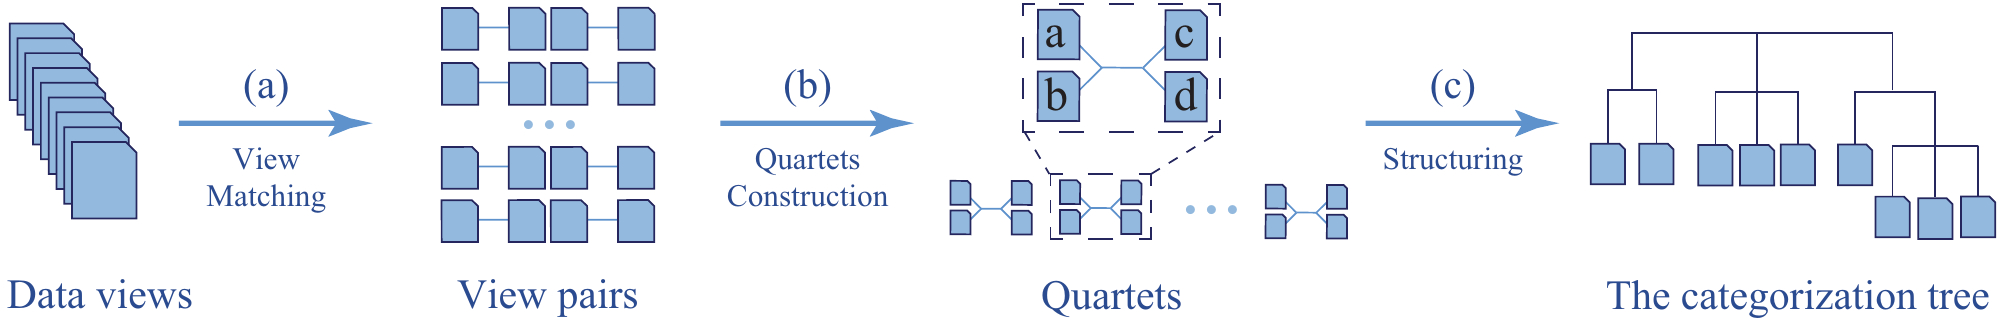 (a)
View
Matching
(b)
Quartets
Construction
a
c
b
d
(c)
Structuring
Data views
View pairs
Quartets
The categorization tree